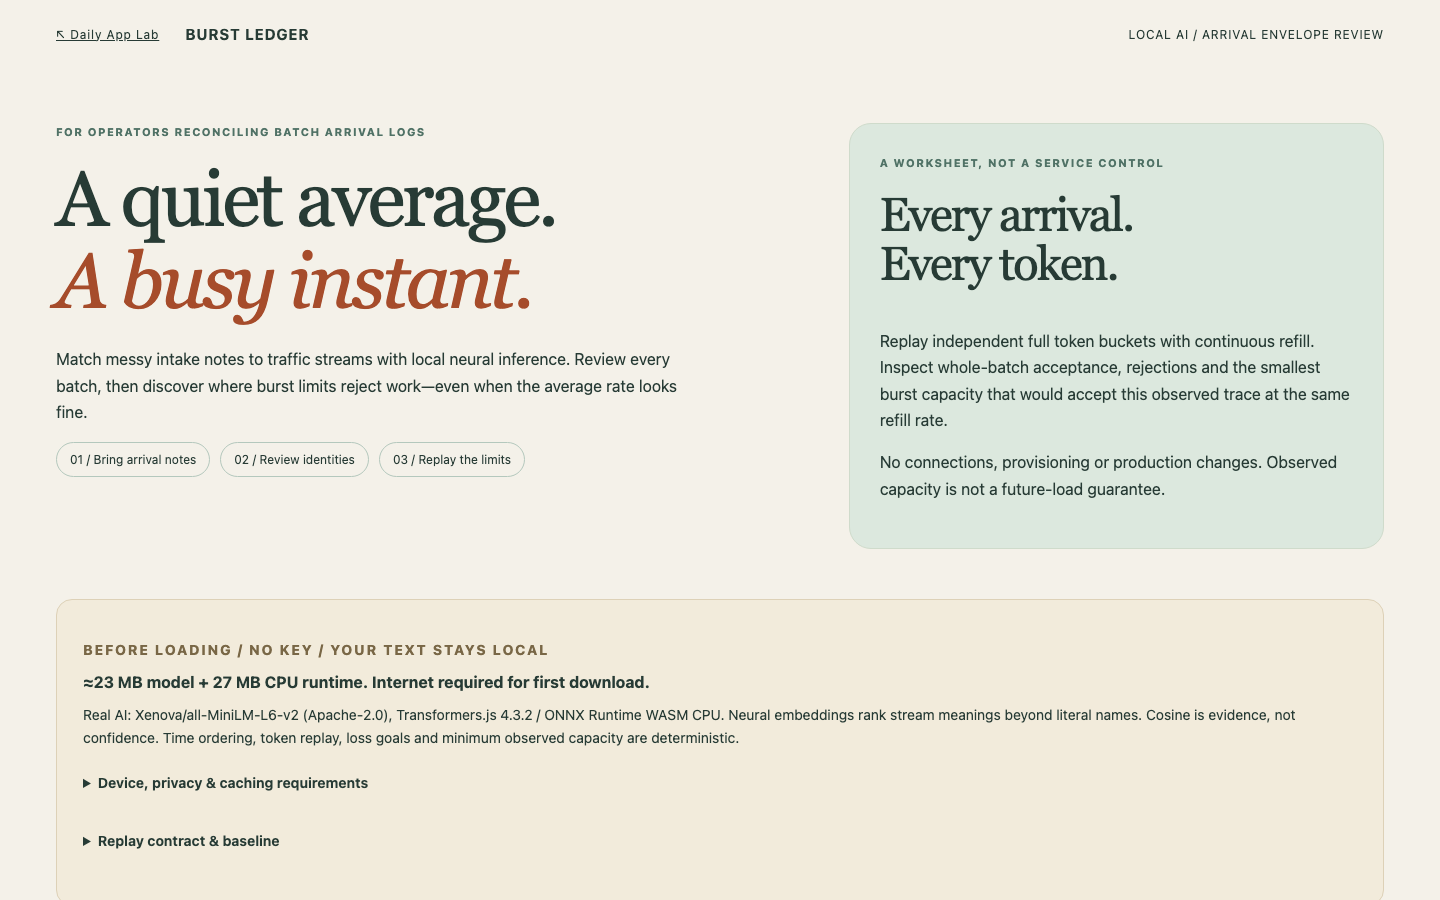 ↖ Daily App Lab
BURST LEDGER
LOCAL AI / ARRIVAL ENVELOPE REVIEW
FOR OPERATORS RECONCILING BATCH ARRIVAL LOGS
A quiet average.
A busy instant.
Match messy intake notes to traffic streams with local neural inference. Review every
batch, then discover where burst limits reject work—even when the average rate looks
fine.
01 / Bring arrival notes
02 / Review identities
03 / Replay the limits
A WORKSHEET, NOT A SERVICE CONTROL
Every arrival.
Every token.
Replay independent full token buckets with continuous refill.
Inspect whole-batch acceptance, rejections and the smallest
burst capacity that would accept this observed trace at the same
refill rate.
No connections, provisioning or production changes. Observed
capacity is not a future-load guarantee.
BEFORE LOADING / NO KEY / YOUR TEXT STAYS LOCAL
≈23 MB model + 27 MB CPU runtime. Internet required for first download.
Real AI: Xenova/all-MiniLM-L6-v2 (Apache-2.0), Transformers.js 4.3.2 / ONNX Runtime WASM CPU. Neural embeddings rank stream meanings beyond literal names. Cosine is evidence, not
confidence. Time ordering, token replay, loss goals and minimum observed capacity are deterministic.
▶ Device, privacy & caching requirements
▶ Replay contract & baseline